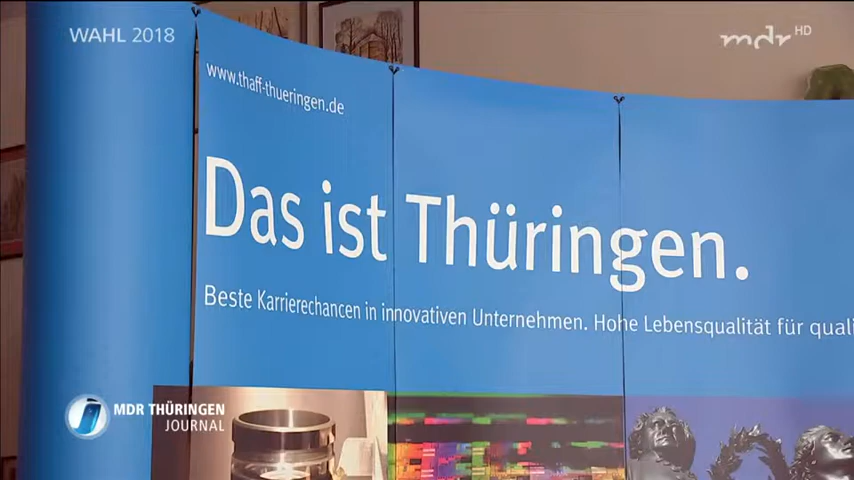 WAHL 2018
mdr HD
www.thaff-thueringen.de
Das ist Thüringen.
Beste Karrierechancen in innovativen Unternehmen. Hohe Lebensqualität für quali
MDR THÜRINGEN
JOURNAL